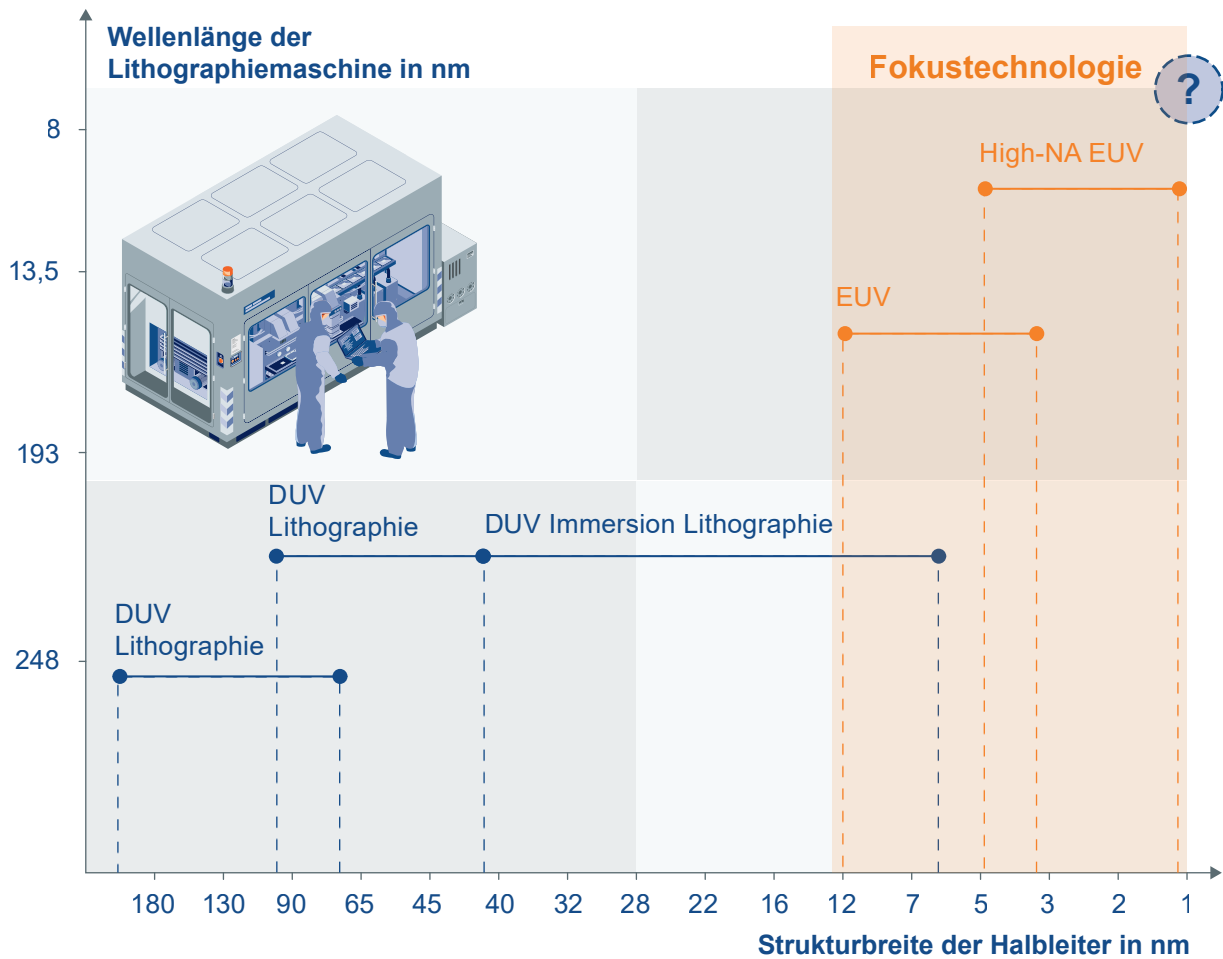 Wellenlänge der
Lithographiemaschine in nm
Fokustechnologie
?
8
High-NA EUV
13,5
EUV
193
DUV
Lithographie
DUV Immersion Lithographie
DUV
Lithographie
248
180 130 90 65 45 40 32 28 22 16 12 7 5 3 2 1
Strukturbreite der Halbleiter in nm